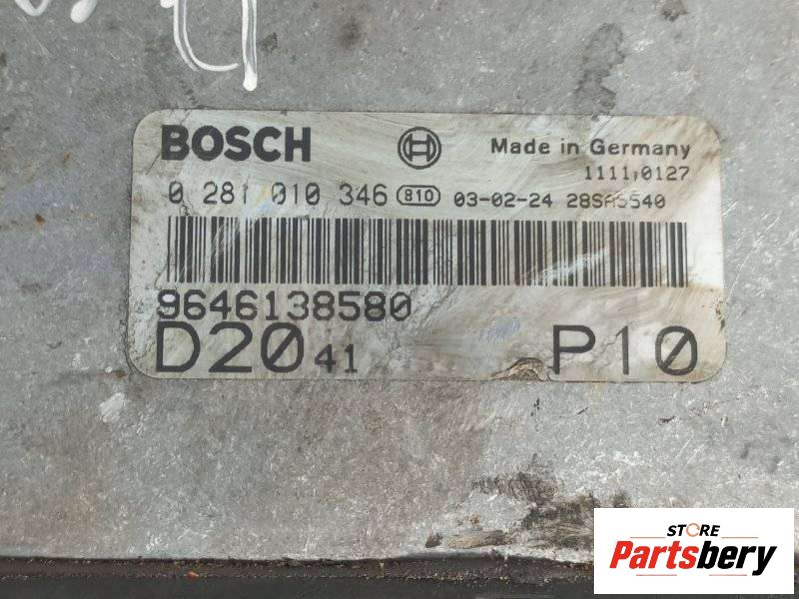 BOSCH Made in Germany
1111,0127
0 281 010 346 810 03-02-24 28SA5540
9646138580
D20 41 P10
STORE
Partsbery